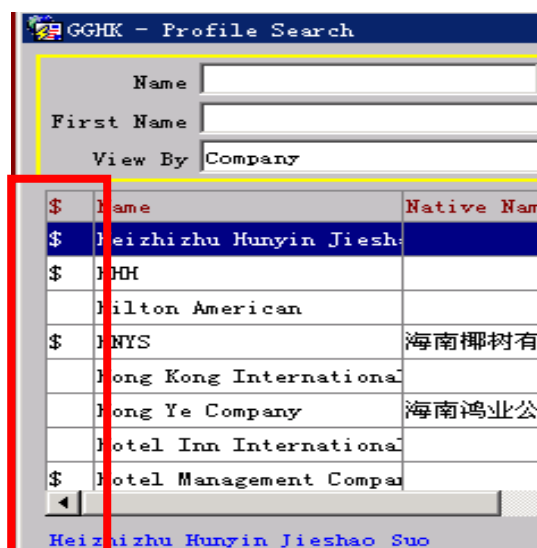 GGHK - Profile Search
Name
First Name
View By Company
$ Name Native Nam
$ Heizhizhu Hunyin Jiesh
$ HHH
Hilton American
$ HNYS 海南椰树有
Hong Kong International
Hong Ye Company 海南鸿业公
Hotel Inn International
$ Hotel Management Compa
Heizhizhu Hunyin Jieshao Suo